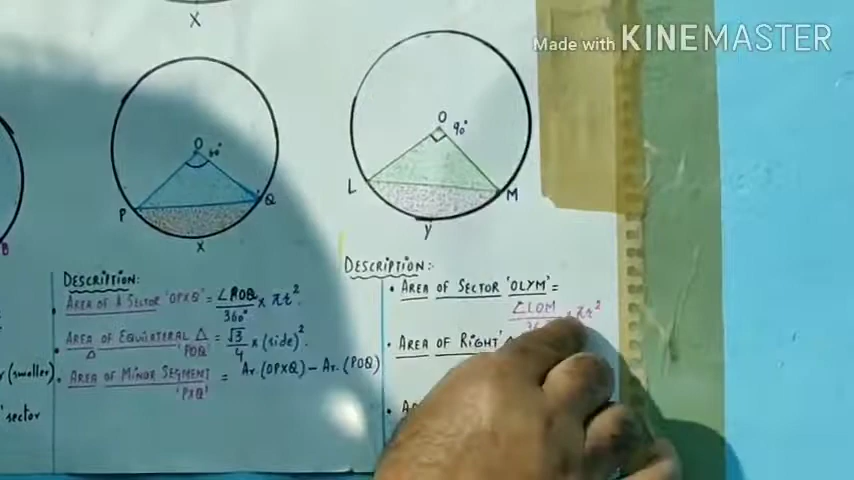 Made with KINEMASTER
X
O 60°
P
Q
X
O 90°
L
M
Y
B
DESCRIPTION:
• AREA OF A SECTOR 'OPXQ' = ∠POQ/360° × πr².
• AREA OF EQUILATERAL △ = √3/4 × (side)².
△ 'POQ'
• AREA OF MINOR SEGMENT = Ar(OPXQ) – Ar. (POQ)
'PXQ'
(smaller)
' sector
DESCRIPTION:-
• AREA OF SECTOR 'OLYM' =
∠LOM/36 × πr²
• AREA OF RIGHT